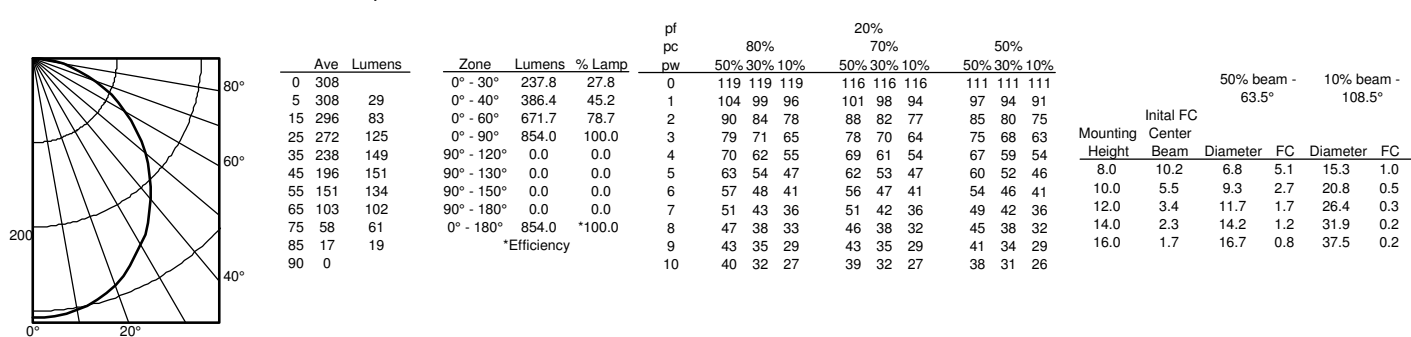 200
0°
20°
40°
60°
80°
Ave Lumens
0 308
5 308 29
15 296 83
25 272 125
35 238 149
45 196 151
55 151 134
65 103 102
75 58 61
85 17 19
90 0
Zone Lumens % Lamp
0° - 30° 237.8 27.8
0° - 40° 386.4 45.2
0° - 60° 671.7 78.7
0° - 90° 854.0 100.0
90° - 120° 0.0 0.0
90° - 130° 0.0 0.0
90° - 150° 0.0 0.0
90° - 180° 0.0 0.0
0° - 180° 854.0 *100.0
*Efficiency
pf 20%
pc 80% 70% 50%
pw 50% 30% 10% 50% 30% 10% 50% 30% 10%
0 119 119 119 116 116 116 111 111 111
1 104 99 96 101 98 94 97 94 91
2 90 84 78 88 82 77 85 80 75
3 79 71 65 78 70 64 75 68 63
4 70 62 55 69 61 54 67 59 54
5 63 54 47 62 53 47 60 52 46
6 57 48 41 56 47 41 54 46 41
7 51 43 36 51 42 36 49 42 36
8 47 38 33 46 38 32 45 38 32
9 43 35 29 43 35 29 41 34 29
10 40 32 27 39 32 27 38 31 26
50% beam - 10% beam -
63.5° 108.5°
Inital FC
Mounting Center
Height Beam Diameter FC Diameter FC
8.0 10.2 6.8 5.1 15.3 1.0
10.0 5.5 9.3 2.7 20.8 0.5
12.0 3.4 11.7 1.7 26.4 0.3
14.0 2.3 14.2 1.2 31.9 0.2
16.0 1.7 16.7 0.8 37.5 0.2